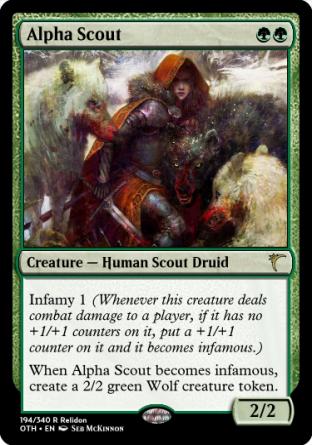 Alpha Scout
Creature — Human Scout Druid
Infamy 1 (Whenever this creature deals
combat damage to a player, if it has no
+1/+1 counters on it, put a +1/+1
counter on it and it becomes infamous.)
When Alpha Scout becomes infamous,
create a 2/2 green Wolf creature token.
2/2
194/340 R Relidon
OTH • EN Seb McKinnon